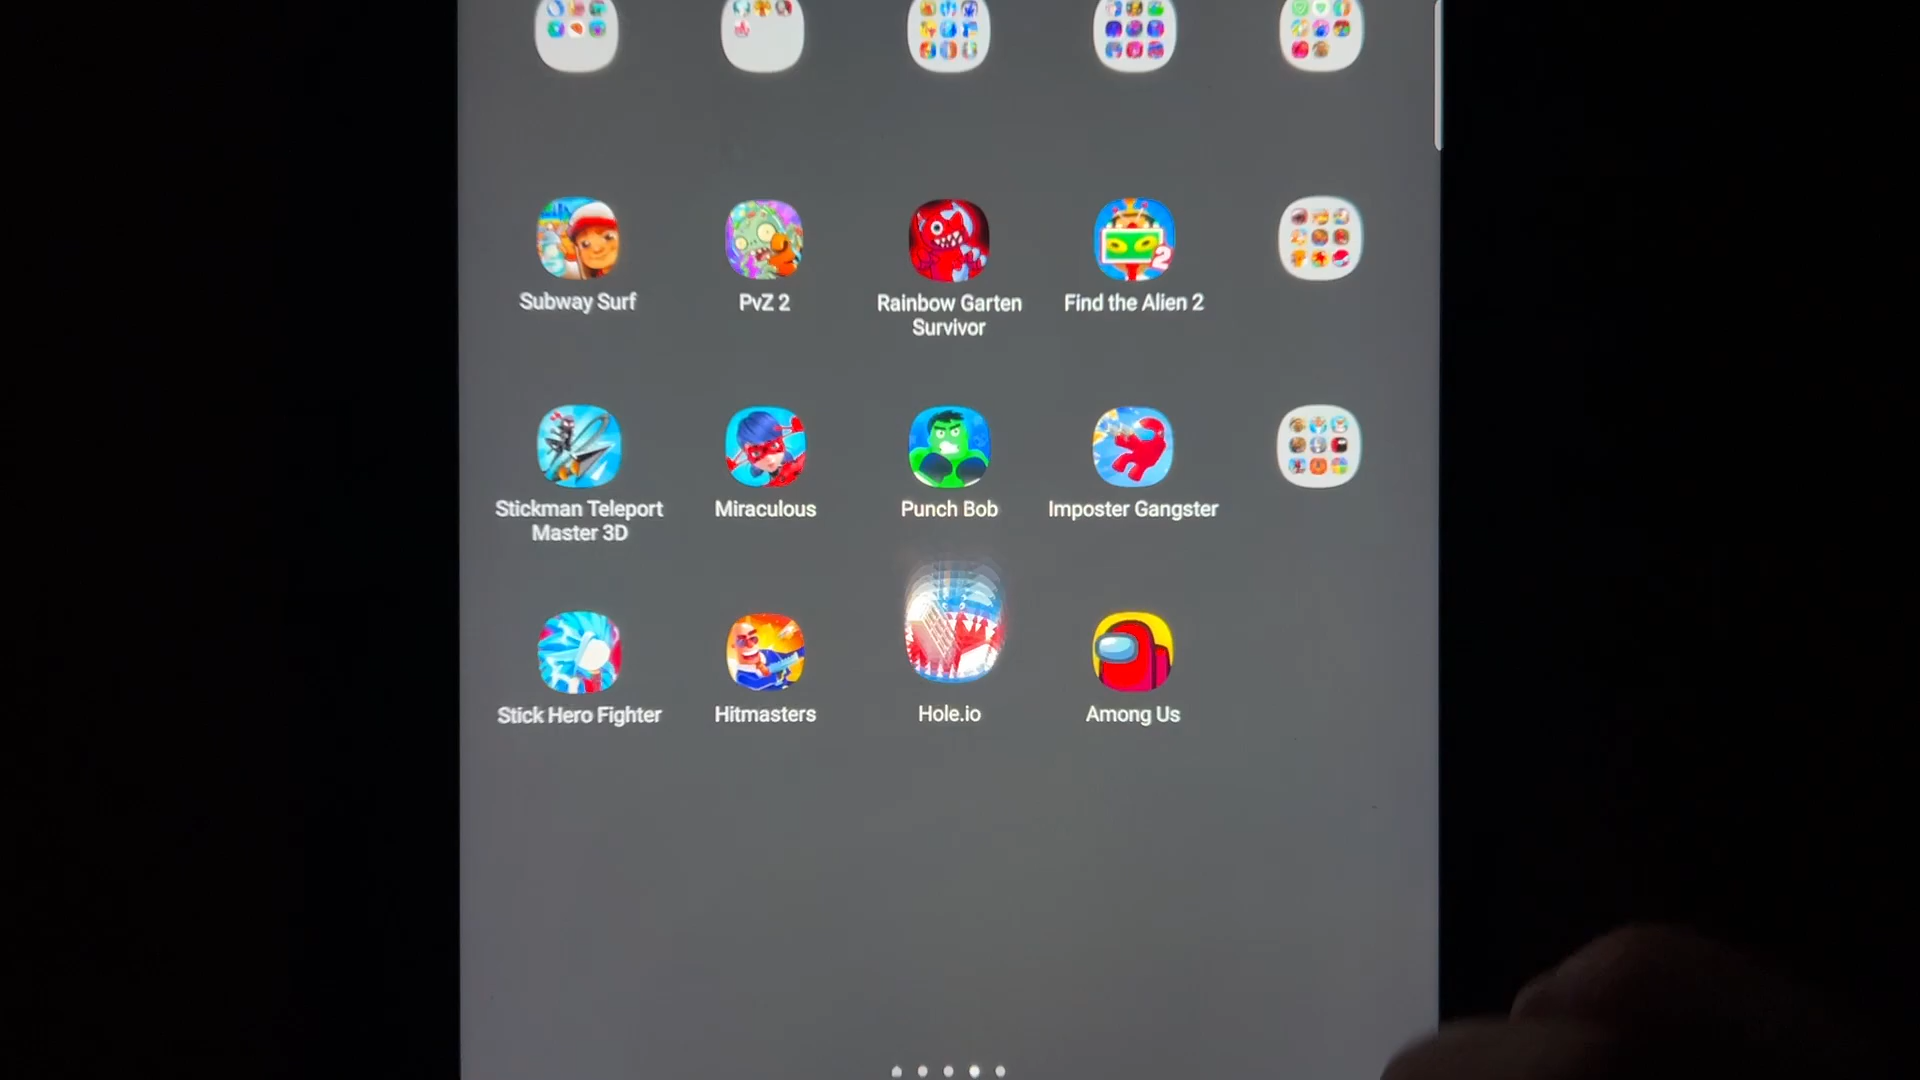 Subway Surf
PvZ 2
Rainbow Garten
Survivor
Find the Alien 2
2
Stickman Teleport
Master 3D
Miraculous
Punch Bob
Imposter Gangster
Stick Hero Fighter
Hitmasters
Hole.io
Among Us